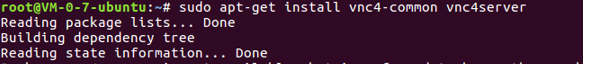 root@VM-0-7-ubuntu:~# sudo apt-get install vnc4-common vnc4server
Reading package lists... Done
Building dependency tree
Reading state information... Done